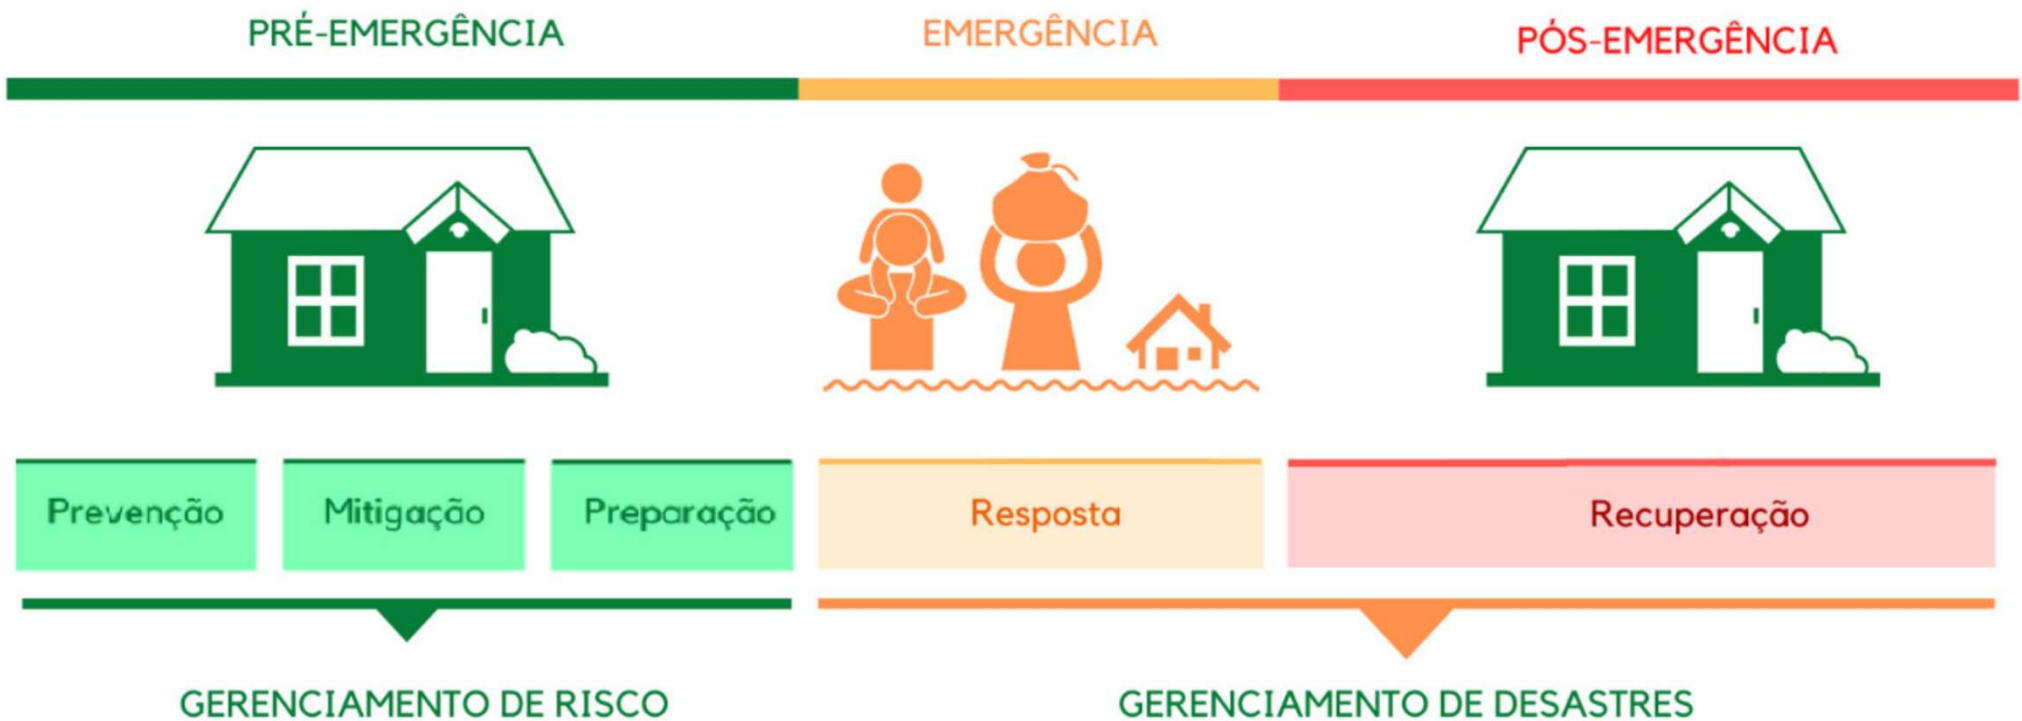 PRÉ-EMERGÊNCIA
EMERGÊNCIA
PÓS-EMERGÊNCIA
Prevenção
Mitigação
Preparação
Resposta
Recuperação
GERENCIAMENTO DE RISCO
GERENCIAMENTO DE DESASTRES